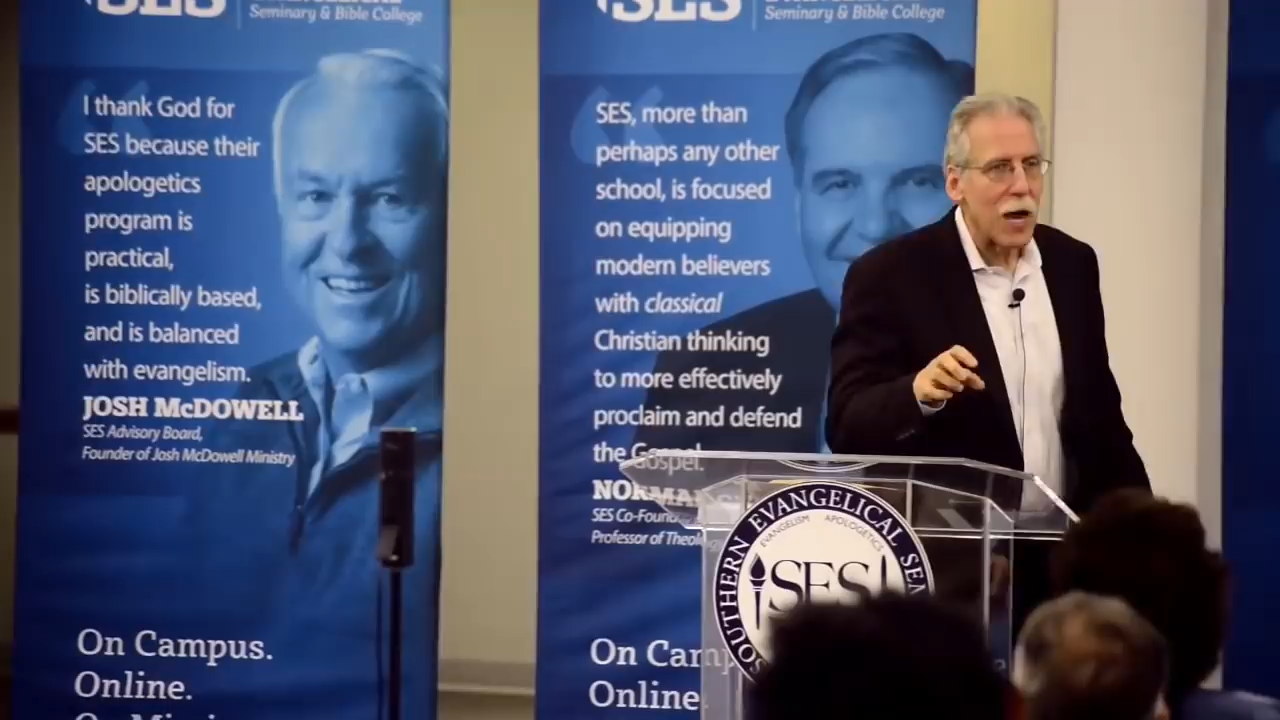 SES
Seminary & Bible College
I thank God for
SES because their
apologetics
program is
practical,
is biblically based,
and is balanced
with evangelism.
JOSH McDOWELL
SES Advisory Board,
Founder of Josh McDowell Ministry
On Campus.
Online.
SES
Seminary & Bible College
SES, more than
perhaps any other
school, is focused
on equipping
modern believers
with classical
Christian thinking
to more effectively
proclaim and defend
the Gospel.
NORMAN
SES Co-Foun
Professor of Theolo
On Camp
Online
SOUTHERN EVANGELICAL SEM
EVANGELISM APOLOGETICS
SES